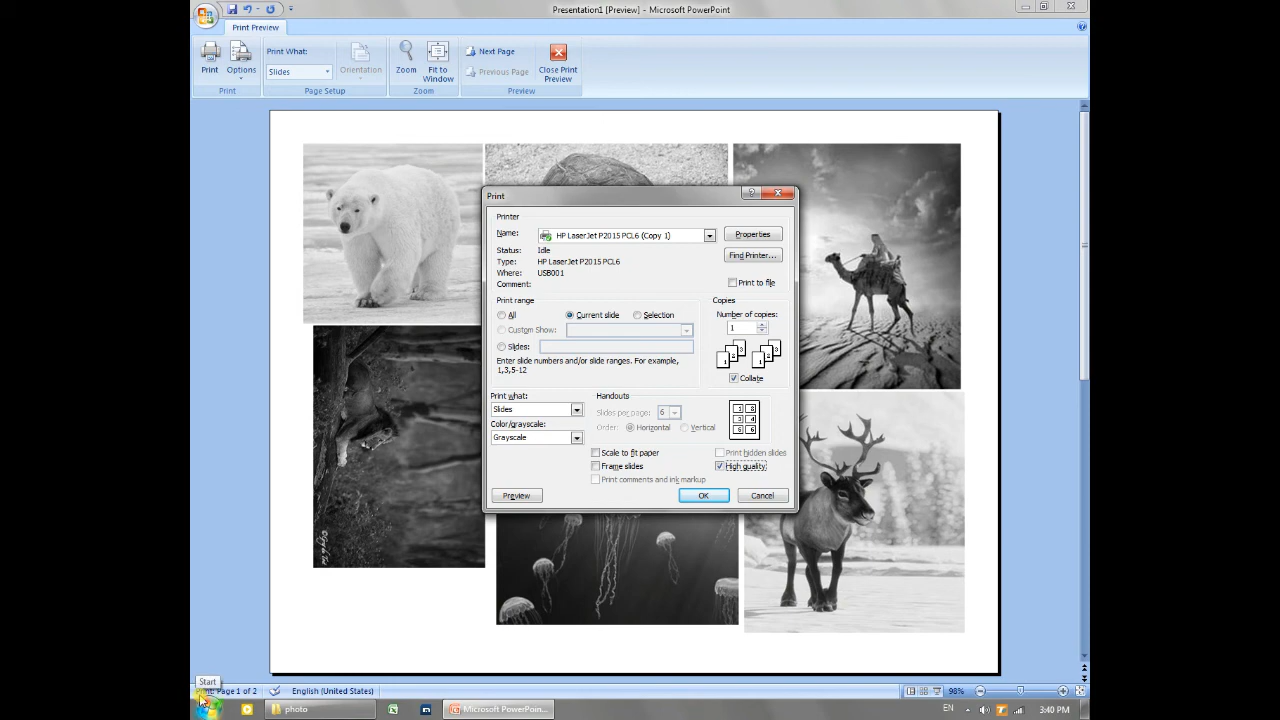 Presentation1 [Preview] - Microsoft PowerPoint
Print Preview
Print
Options
Print What:
Slides
Orientation
Zoom
Fit to
Window
Next Page
Previous Page
Close Print
Preview
Print
Page Setup
Zoom
Preview
Print
Printer
Name:
HP LaserJet P2015 PCL6 (Copy 1)
Properties
Status:
Idle
Type:
HP LaserJet P2015 PCL6
Find Printer...
Where:
USB001
Comment:
Print to file
Print range
All
Current slide
Selection
Custom Show:
Slides:
Enter slide numbers and/or slide ranges. For example,
1,3,5-12
Copies
Number of copies:
1
Collate
Print what:
Slides
Color/grayscale:
Grayscale
Handouts
Slides per page:
6
Order:
Horizontal
Vertical
Scale to fit paper
Frame slides
Print comments and ink markup
Print hidden slides
High quality
Preview
OK
Cancel
Start
Print: Page 1 of 2
English (United States)
98%
photo
Microsoft PowerPoin...
EN
3:40 PM